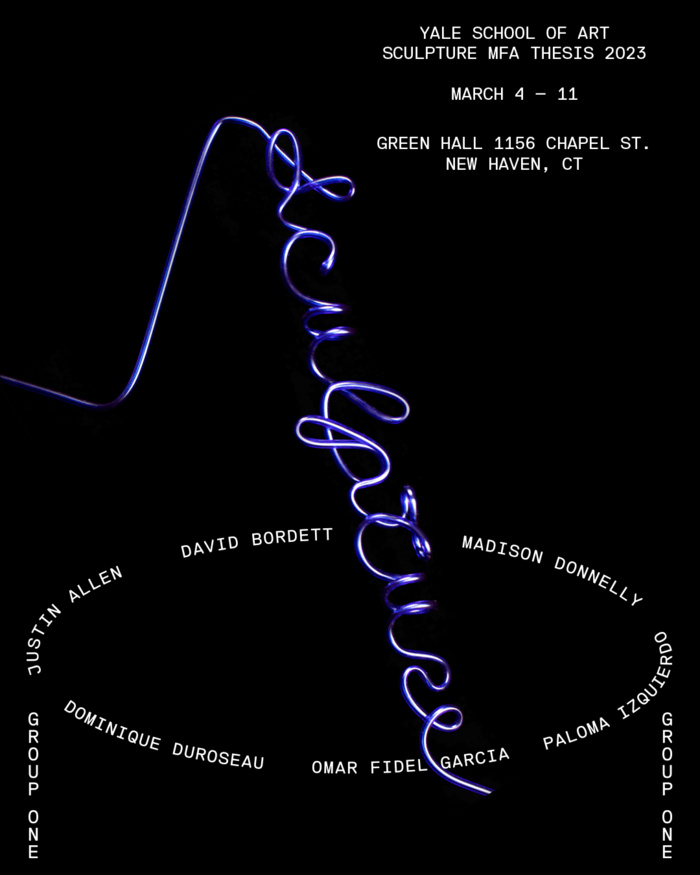 YALE SCHOOL OF ART
SCULPTURE MFA THESIS 2023
MARCH 4 — 11
GREEN HALL 1156 CHAPEL ST.
NEW HAVEN, CT
sculpture
JUSTIN ALLEN
DAVID BORDETT
MADISON DONNELLY
PALOMA IZQUIERDO
OMAR FIDEL GARCIA
DOMINIQUE DUROSEAU
GROUP ONE
GROUP ONE